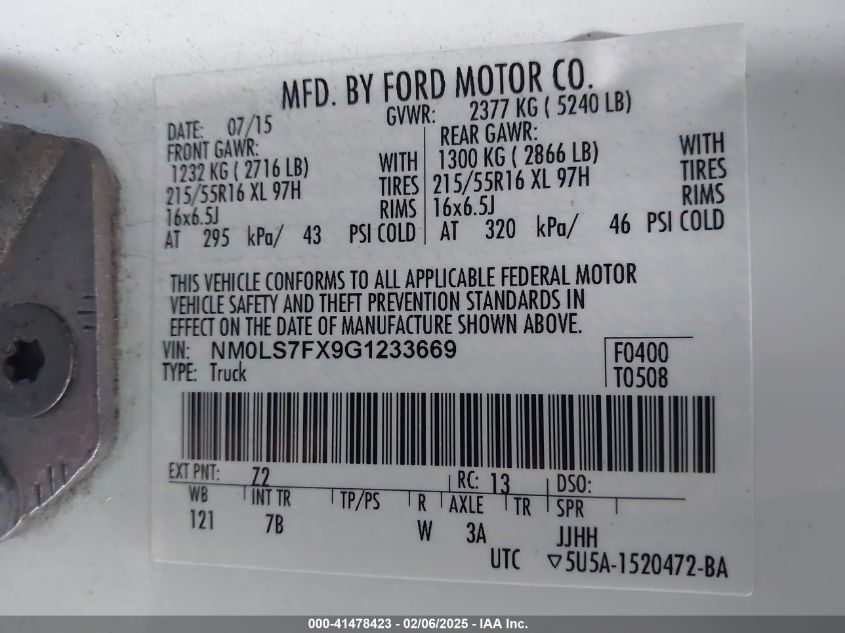 MFD. BY FORD MOTOR CO.
DATE: 07/15 GVWR: 2377 KG ( 5240 LB)
FRONT GAWR: REAR GAWR:
1232 KG ( 2716 LB) WITH 1300 KG ( 2866 LB) WITH
215/55R16 XL 97H TIRES 215/55R16 XL 97H TIRES
16x6.5J RIMS 16x6.5J RIMS
AT 295 kPa/ 43 PSI COLD AT 320 kPa/ 46 PSI COLD
THIS VEHICLE CONFORMS TO ALL APPLICABLE FEDERAL MOTOR
VEHICLE SAFETY AND THEFT PREVENTION STANDARDS IN
EFFECT ON THE DATE OF MANUFACTURE SHOWN ABOVE.
VIN: NM0LS7FX9G1233669 F0400
TYPE: Truck T0508
EXT PNT: Z2 RC: 13 DSO:
WB INT TR TP/PS R AXLE TR SPR
121 7B W 3A JJHH
UTC ▽5U5A-1520472-BA
000-41478423 - 02/06/2025 - IAA Inc.